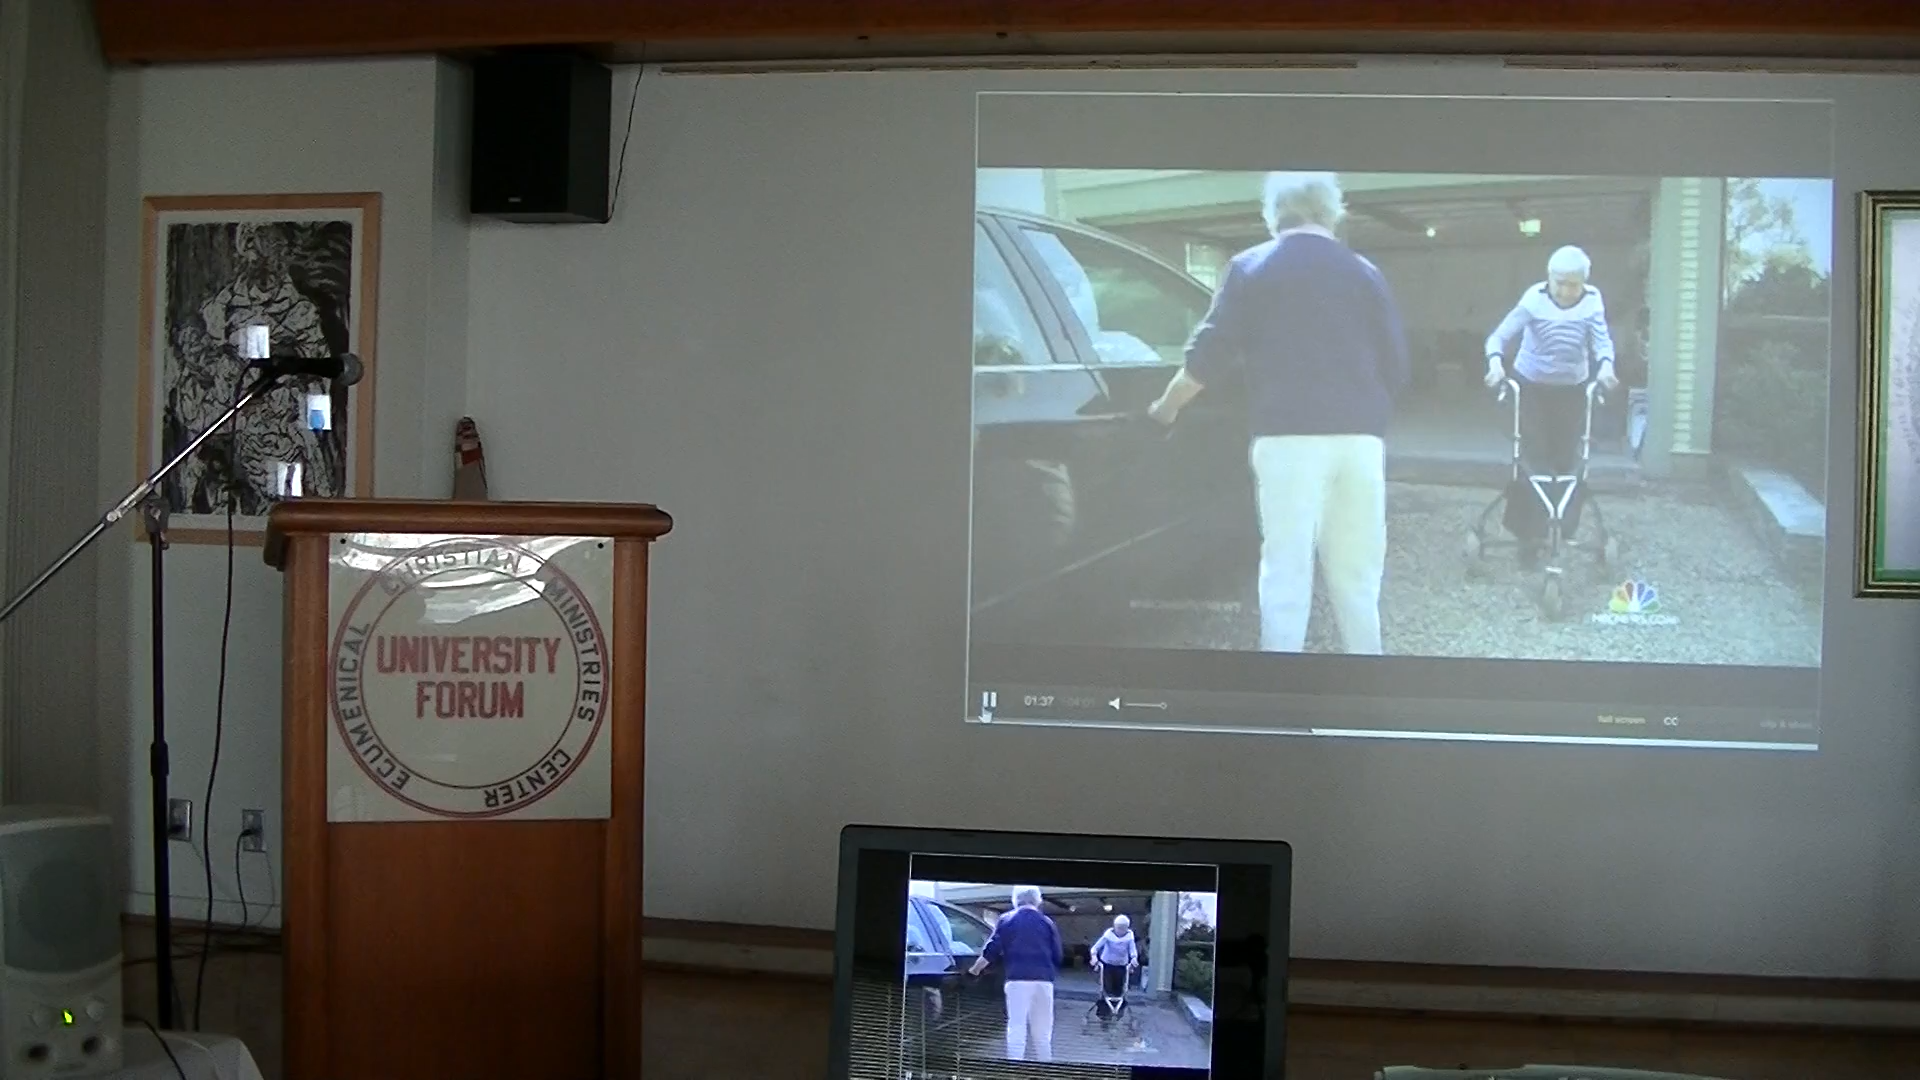 ECUMENICAL CHRISTIAN MINISTRIES CENTER
UNIVERSITY
FORUM
NBCNEWS.COM
01:37
full screen CC